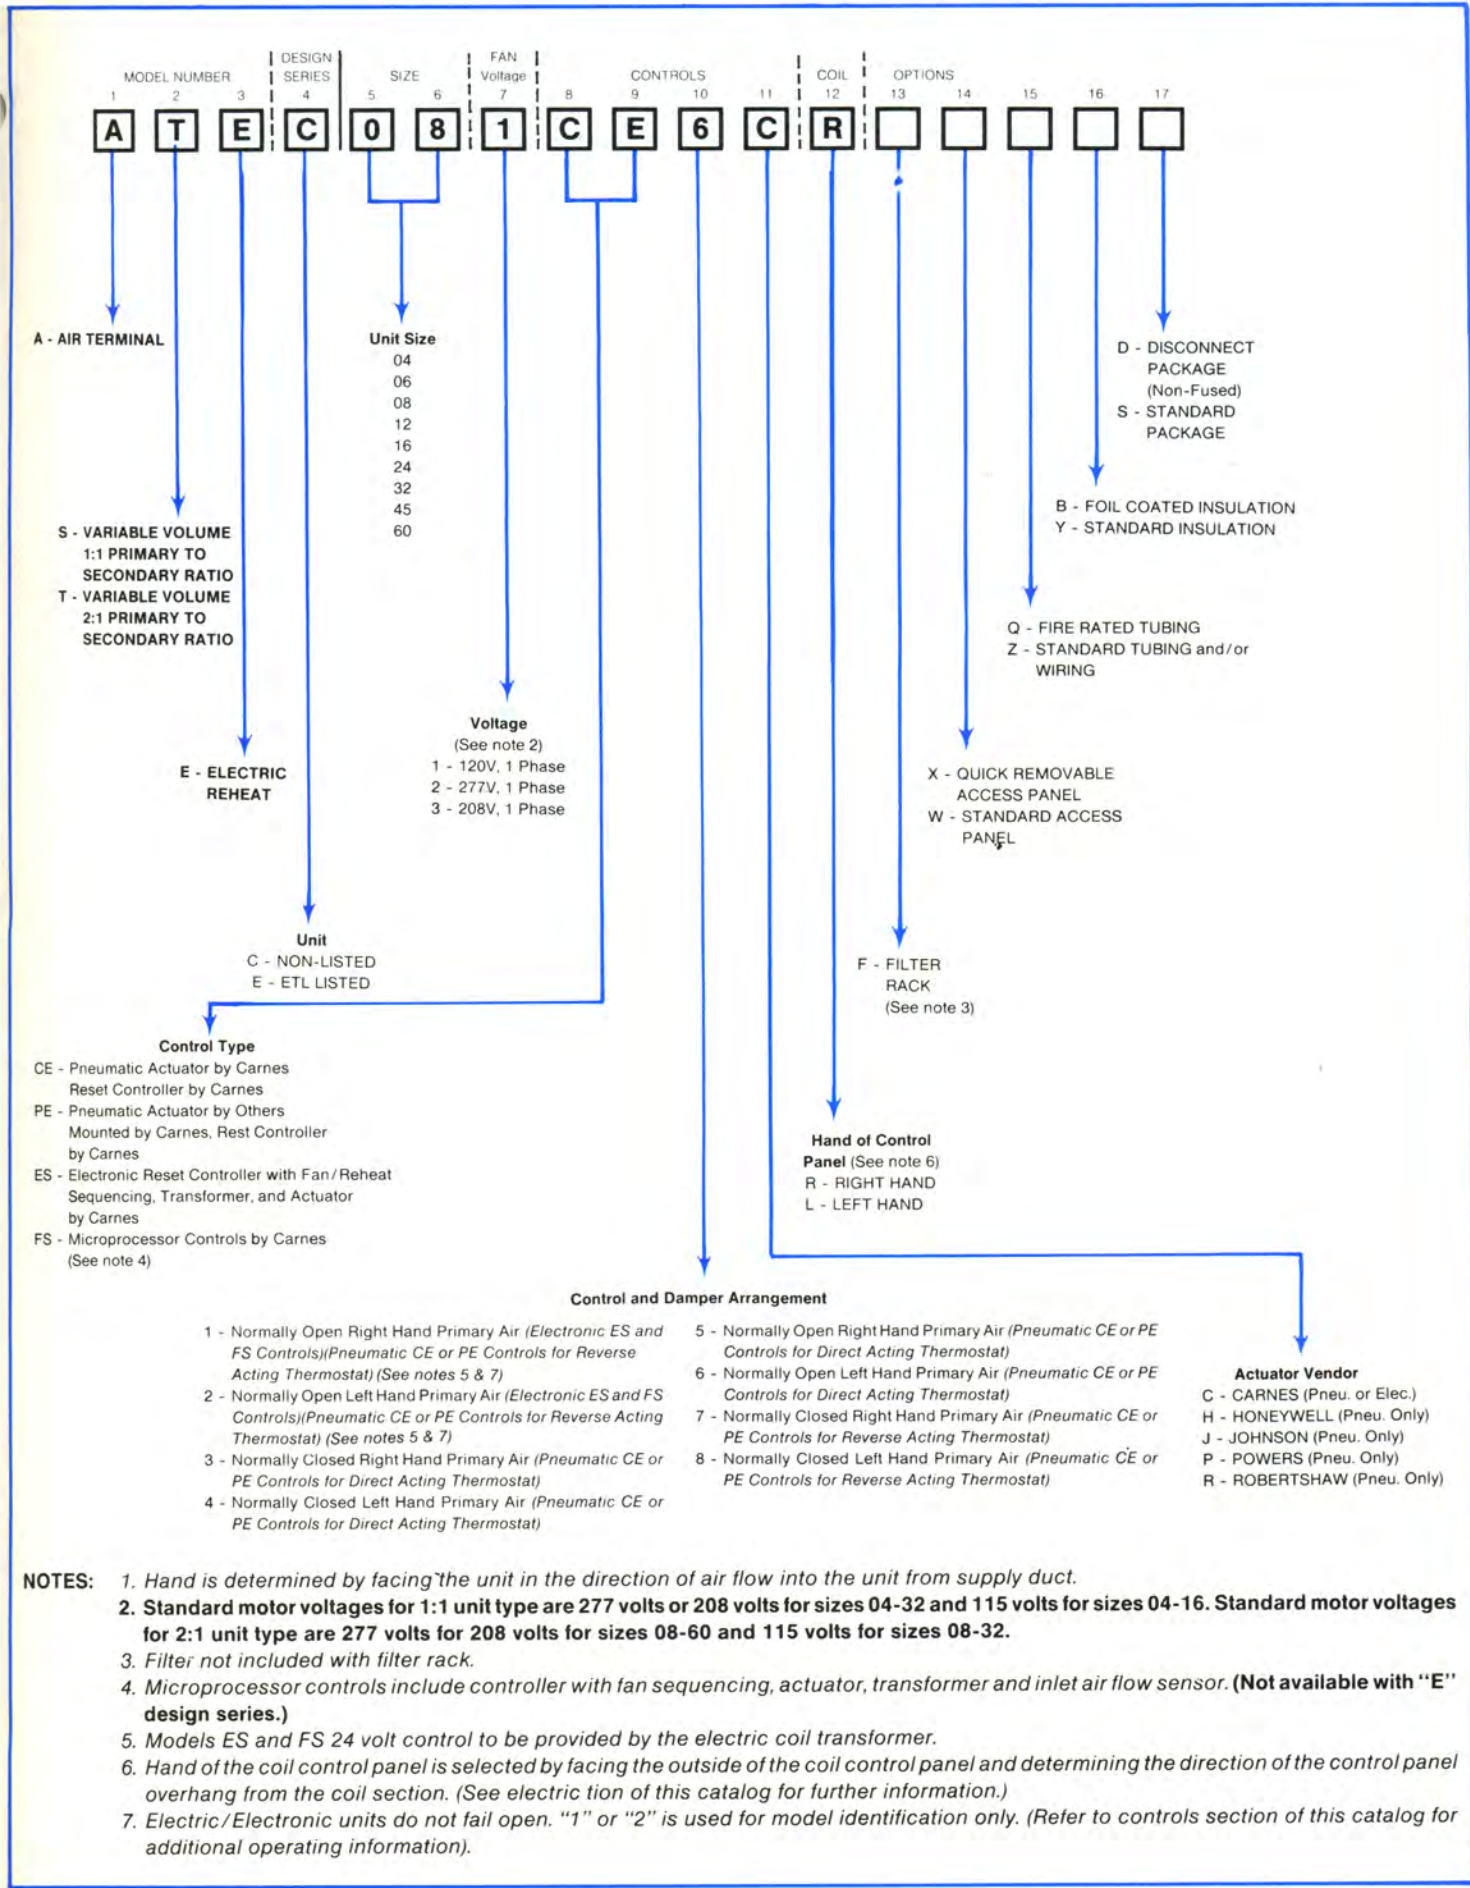 DESIGN
FAN
MODEL NUMBER
SERIES
SIZE
Voltage
CONTROLS
COIL
OPTIONS
1 2 3 4 5 6 7 8 9 10 11 12 13 14 15 16 17
A T E C 0 8 1 C E 6 C R
A - AIR TERMINAL
S - VARIABLE VOLUME
1:1 PRIMARY TO
SECONDARY RATIO
T - VARIABLE VOLUME
2:1 PRIMARY TO
SECONDARY RATIO
E - ELECTRIC
REHEAT
Unit
C - NON-LISTED
E - ETL LISTED
Unit Size
04
06
08
12
16
24
32
45
60
Voltage
(See note 2)
1 - 120V, 1 Phase
2 - 277V, 1 Phase
3 - 208V, 1 Phase
D - DISCONNECT
PACKAGE
(Non-Fused)
S - STANDARD
PACKAGE
B - FOIL COATED INSULATION
Y - STANDARD INSULATION
Q - FIRE RATED TUBING
Z - STANDARD TUBING and/or
WIRING
X - QUICK REMOVABLE
ACCESS PANEL
W - STANDARD ACCESS
PANEL
F - FILTER
RACK
(See note 3)
Control Type
CE - Pneumatic Actuator by Carnes
Reset Controller by Carnes
PE - Pneumatic Actuator by Others
Mounted by Carnes, Rest Controller
by Carnes
ES - Electronic Reset Controller with Fan/Reheat
Sequencing, Transformer, and Actuator
by Carnes
FS - Microprocessor Controls by Carnes
(See note 4)
Hand of Control
Panel (See note 6)
R - RIGHT HAND
L - LEFT HAND
Control and Damper Arrangement
1 - Normally Open Right Hand Primary Air (Electronic ES and
FS Controls)(Pneumatic CE or PE Controls for Reverse
Acting Thermostat) (See notes 5 & 7)
2 - Normally Open Left Hand Primary Air (Electronic ES and FS
Controls)(Pneumatic CE or PE Controls for Reverse Acting
Thermostat) (See notes 5 & 7)
3 - Normally Closed Right Hand Primary Air (Pneumatic CE or
PE Controls for Direct Acting Thermostat)
4 - Normally Closed Left Hand Primary Air (Pneumatic CE or
PE Controls for Direct Acting Thermostat)
5 - Normally Open Right Hand Primary Air (Pneumatic CE or PE
Controls for Direct Acting Thermostat)
6 - Normally Open Left Hand Primary Air (Pneumatic CE or PE
Controls for Direct Acting Thermostat)
7 - Normally Closed Right Hand Primary Air (Pneumatic CE or
PE Controls for Reverse Acting Thermostat)
8 - Normally Closed Left Hand Primary Air (Pneumatic CE or
PE Controls for Reverse Acting Thermostat)
Actuator Vendor
C - CARNES (Pneu. or Elec.)
H - HONEYWELL (Pneu. Only)
J - JOHNSON (Pneu. Only)
P - POWERS (Pneu. Only)
R - ROBERTSHAW (Pneu. Only)
NOTES: 1. Hand is determined by facing the unit in the direction of air flow into the unit from supply duct.
2. Standard motor voltages for 1:1 unit type are 277 volts or 208 volts for sizes 04-32 and 115 volts for sizes 04-16. Standard motor voltages
for 2:1 unit type are 277 volts for 208 volts for sizes 08-60 and 115 volts for sizes 08-32.
3. Filter not included with filter rack.
4. Microprocessor controls include controller with fan sequencing, actuator, transformer and inlet air flow sensor. (Not available with "E"
design series.)
5. Models ES and FS 24 volt control to be provided by the electric coil transformer.
6. Hand of the coil control panel is selected by facing the outside of the coil control panel and determining the direction of the control panel
overhang from the coil section. (See electric tion of this catalog for further information.)
7. Electric/Electronic units do not fail open. "1" or "2" is used for model identification only. (Refer to controls section of this catalog for
additional operating information).